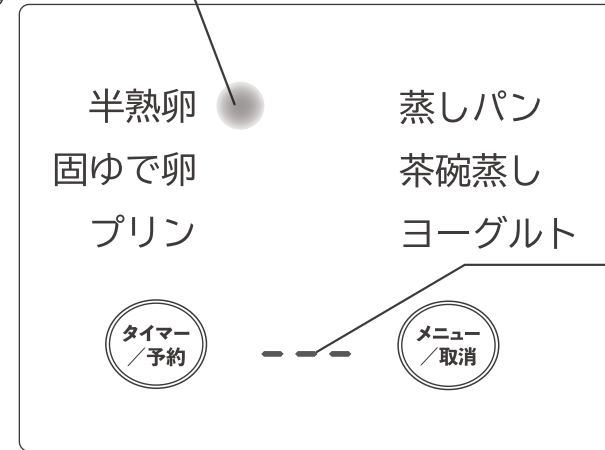 半熟卵
固ゆで卵
プリン
蒸しパン
茶碗蒸し
ヨーグルト
タイマー
／予約
---
メニュー
／取消